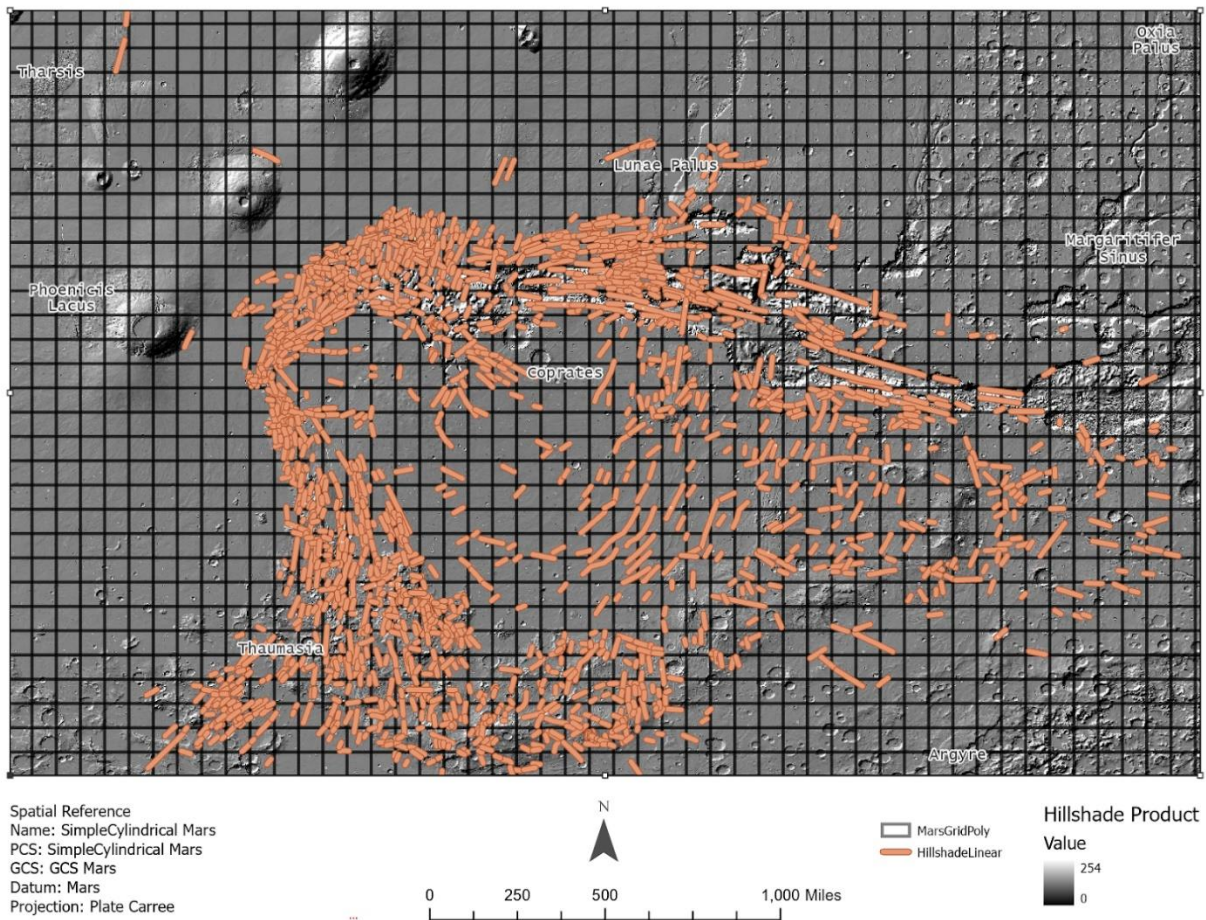 Tharsis
Oxia
Palus
Lunae Palus
Margaritifer
Sinus
Phoenicis
Lacus
Coprates
Thaumasia
Argyre
Spatial Reference
Name: SimpleCylindrical Mars
PCS: SimpleCylindrical Mars
GCS: GCS Mars
Datum: Mars
Projection: Plate Carree
...
N
0 250 500 1,000 Miles
MarsGridPoly
HillshadeLinear
Hillshade Product
Value
254
0